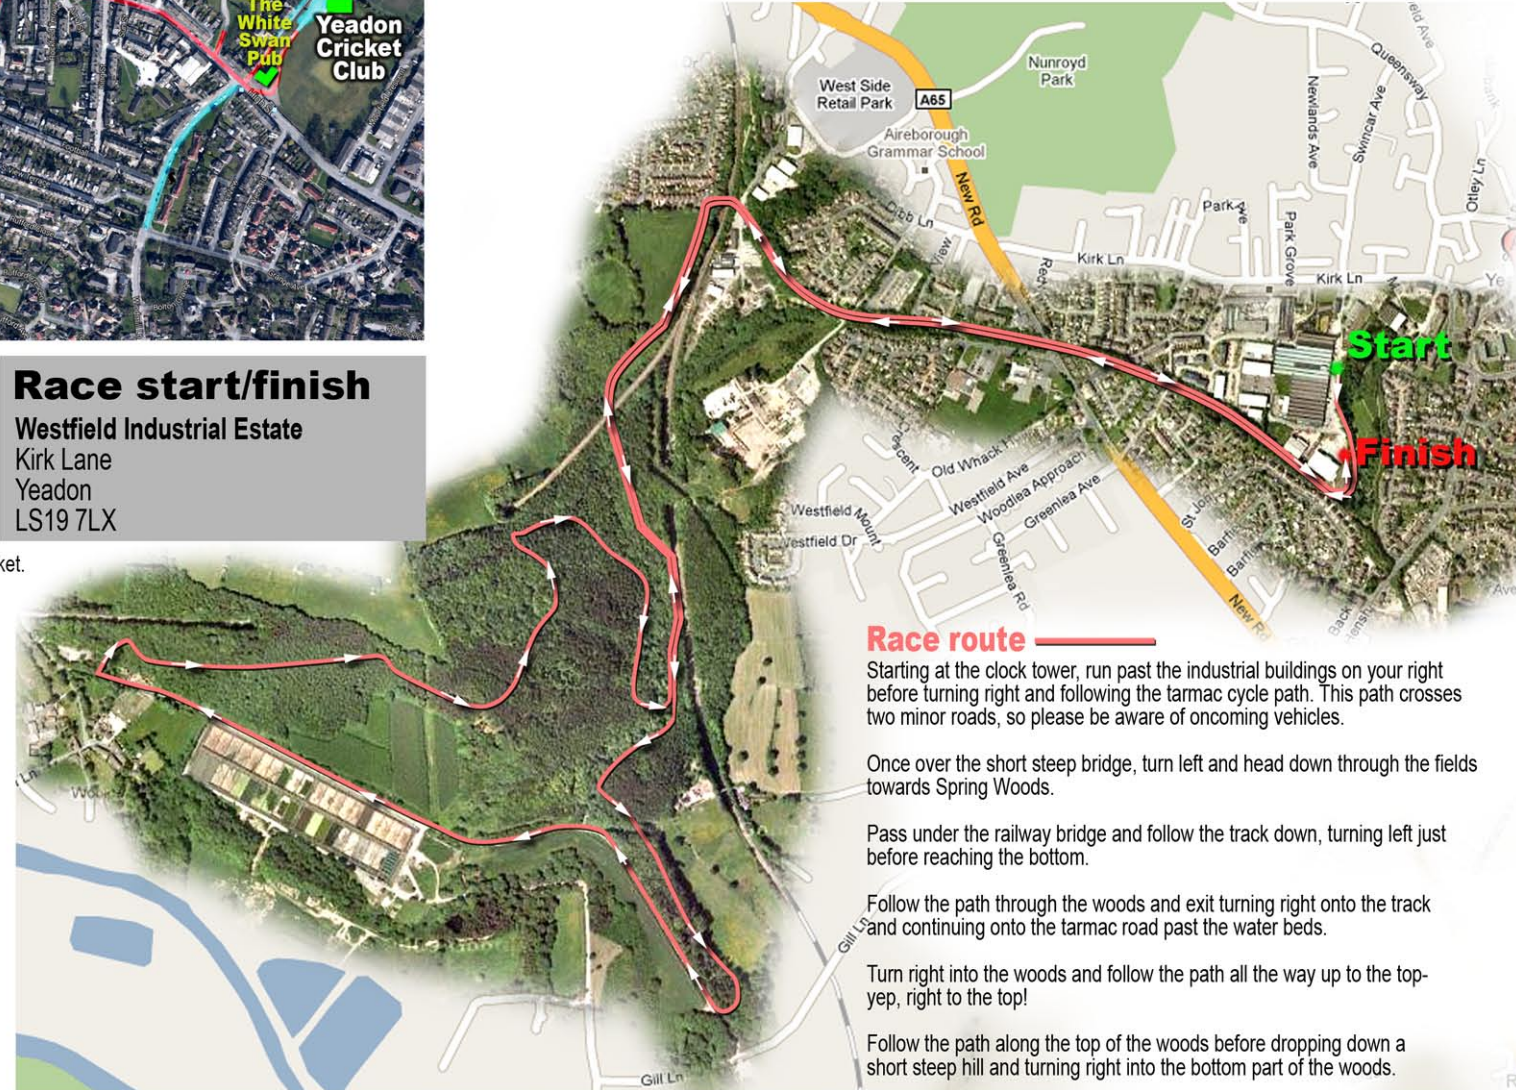 The
White
Swan
Pub
Yeadon
Cricket
Club
Race start/finish
Westfield Industrial Estate
Kirk Lane
Yeadon
LS19 7LX
ket.
West Side
Retail Park
A65
Nunroyd
Park
Aireborough
Grammar School
New Rd
Dibb Ln
View
Kirk Ln
Park Ave
Park Grove
Kirk Ln
Newlands Ave
Swincar Ave
Queensway
Otley Ln
Ye
Start
Finish
Old Whack H
Westfield Ave
Woodlea Approach
Greenlea Ave
Greenlea Rd
Westfield Mount
Westfield Dr
St Jo
New Rd
Back
Ave
Gill Ln
Gill Ln
Race route
Starting at the clock tower, run past the industrial buildings on your right
before turning right and following the tarmac cycle path. This path crosses
two minor roads, so please be aware of oncoming vehicles.
Once over the short steep bridge, turn left and head down through the fields
towards Spring Woods.
Pass under the railway bridge and follow the track down, turning left just
before reaching the bottom.
Follow the path through the woods and exit turning right onto the track
and continuing onto the tarmac road past the water beds.
Turn right into the woods and follow the path all the way up to the top-
yep, right to the top!
Follow the path along the top of the woods before dropping down a
short steep hill and turning right into the bottom part of the woods.